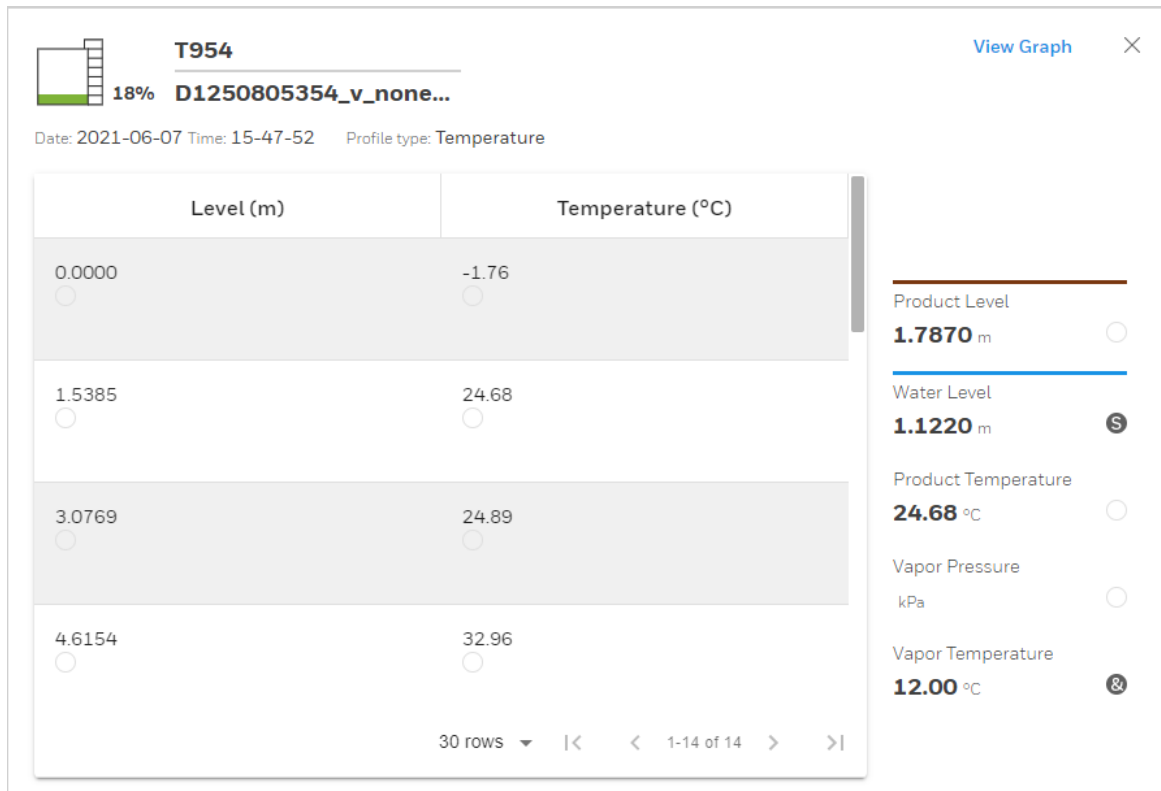 T954
View Graph
18%
D1250805354_v_none...
Date: 2021-06-07 Time: 15-47-52 Profile type: Temperature
Level (m) Temperature (°C)
0.0000 -1.76
1.5385 24.68
3.0769 24.89
4.6154 32.96
30 rows |< < 1-14 of 14 > >|
Product Level
1.7870 m
Water Level
1.1220 m S
Product Temperature
24.68 °C
Vapor Pressure
kPa
Vapor Temperature
12.00 °C &